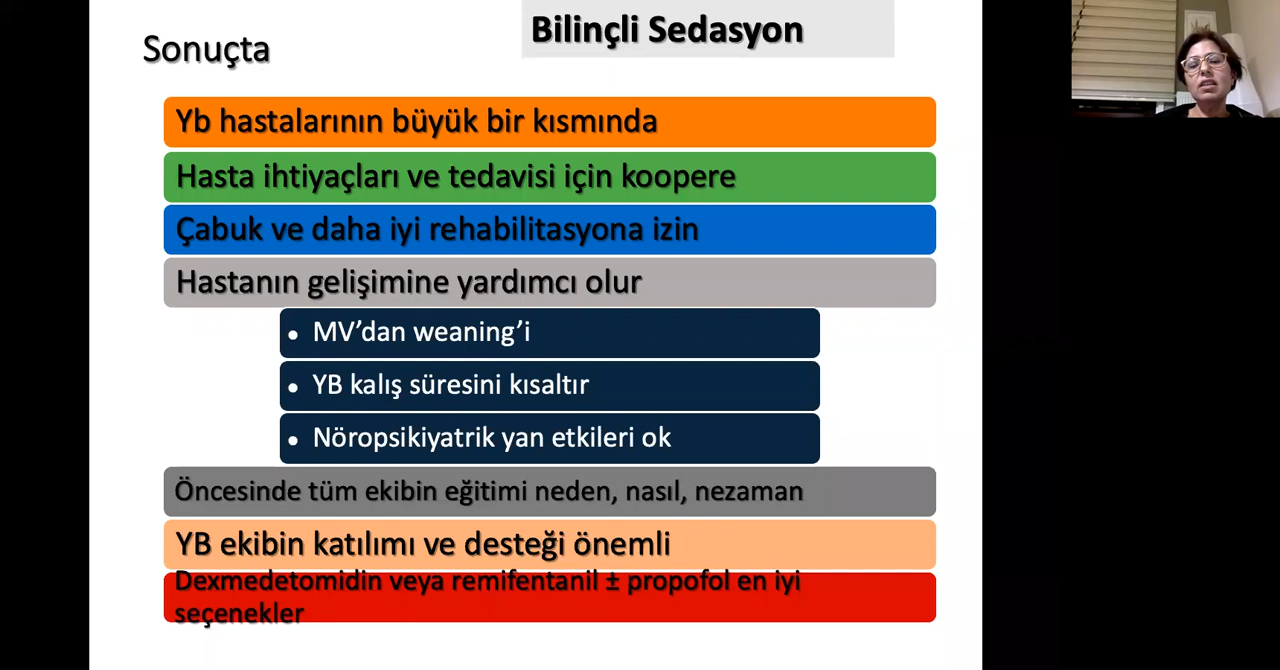 Sonuçta
Bilinçli Sedasyon
Yb hastalarının büyük bir kısmında
Hasta ihtiyaçları ve tedavisi için koopere
Çabuk ve daha iyi rehabilitasyona izin
Hastanın gelişimine yardımcı olur
• MV’dan weaning’i
• YB kalış süresini kısaltır
• Nöropsikiyatrik yan etkileri ok
Öncesinde tüm ekibin eğitimi neden, nasıl, nezaman
YB ekibin katılımı ve desteği önemli
Dexmedetomidin veya remifentanil ± propofol en iyi
seçenekler